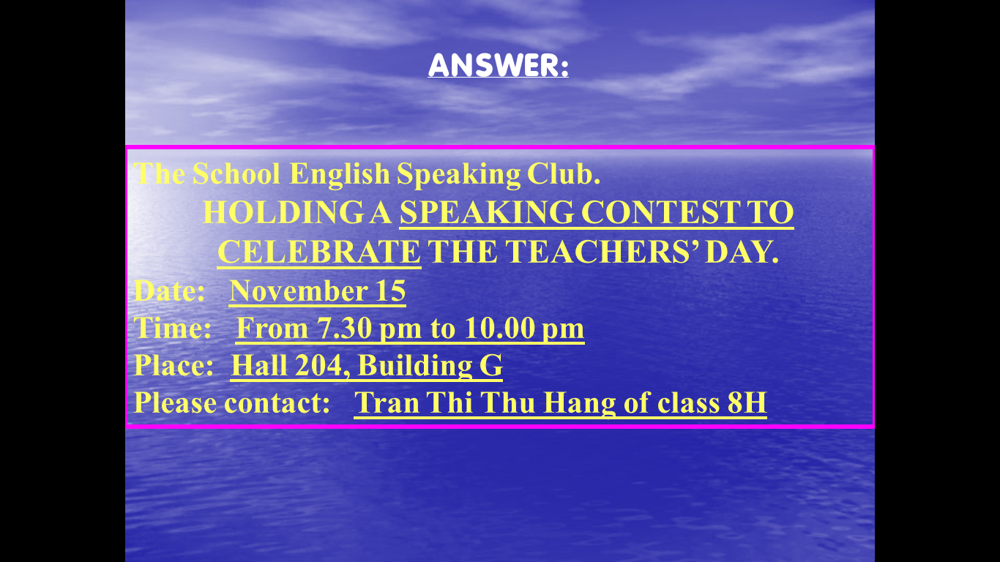 ANSWER:
The School English Speaking Club.
HOLDING A SPEAKING CONTEST TO
CELEBRATE THE TEACHERS’ DAY.
Date: November 15
Time: From 7.30 pm to 10.00 pm
Place: Hall 204, Building G
Please contact: Tran Thi Thu Hang of class 8H